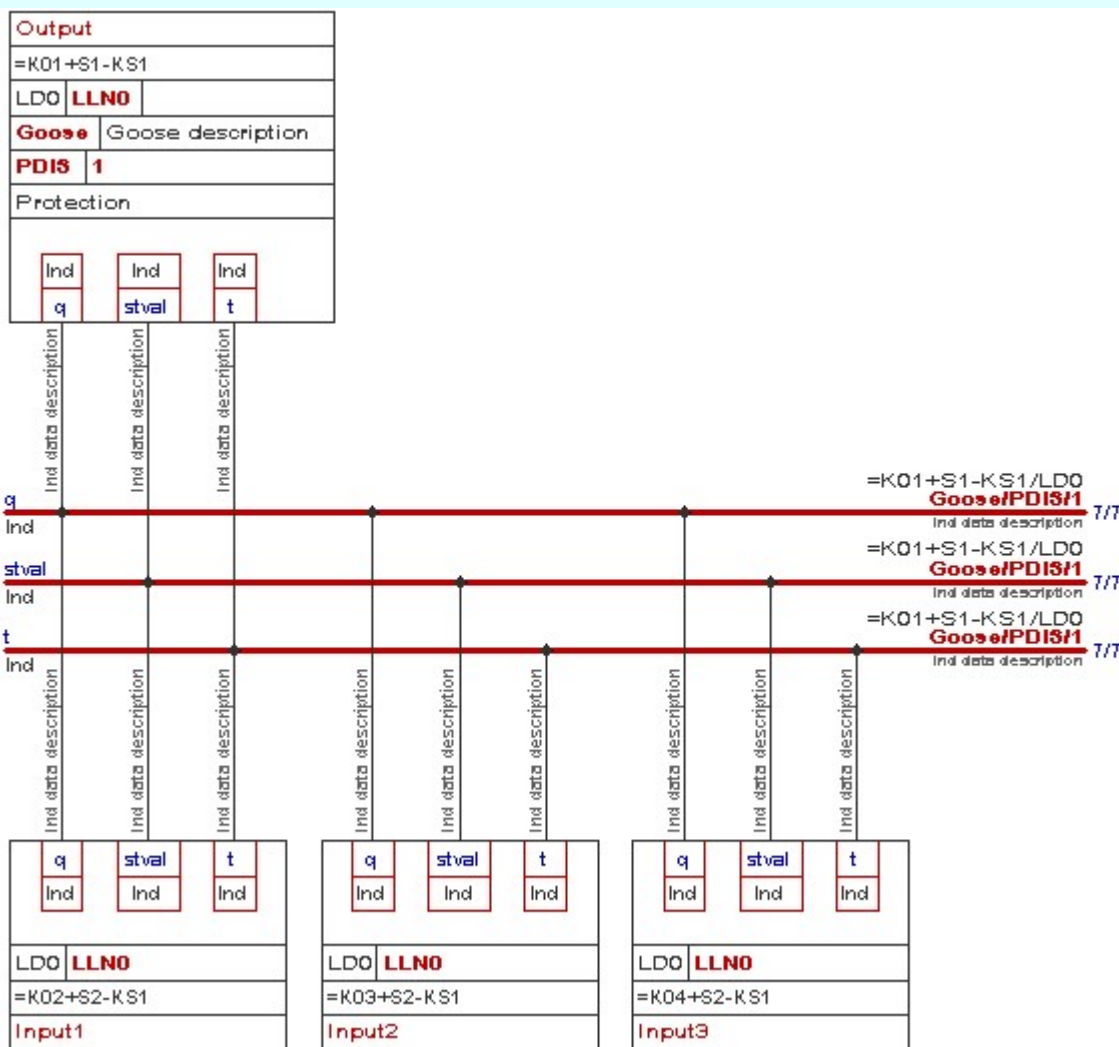 Output
=K01+S1-KS1
LD0 LLN0
Goose Goose description
PDIS 1
Protection
Ind Ind Ind
q stval t
Ind data description Ind data description Ind data description
=K01+S1-KS1/LD0
q Goose/PDIS/1 7/7
Ind Ind data description
=K01+S1-KS1/LD0
stval Goose/PDIS/1 7/7
Ind Ind data description
=K01+S1-KS1/LD0
t Goose/PDIS/1 7/7
Ind Ind data description
Ind data description Ind data description Ind data description Ind data description Ind data description Ind data description Ind data description Ind data description Ind data description
q stval t q stval t q stval t
Ind Ind Ind Ind Ind Ind Ind Ind Ind
LD0 LLN0 LD0 LLN0 LD0 LLN0
=K02+S2-KS1 =K03+S2-KS1 =K04+S2-KS1
Input1 Input2 Input3